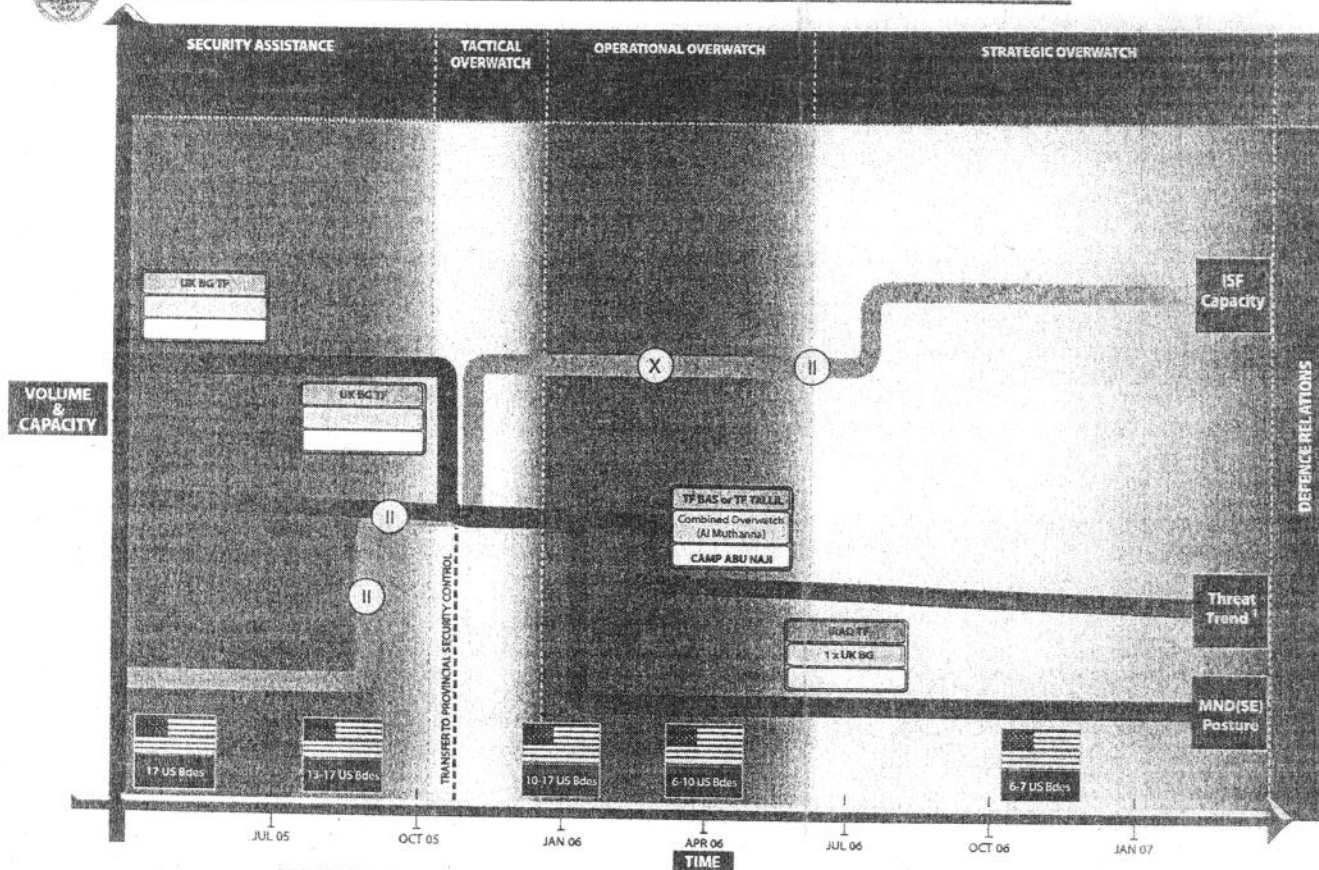 SECURITY ASSISTANCE
TACTICAL
OVERWATCH
OPERATIONAL OVERWATCH
STRATEGIC OVERWATCH
UK BG TF
ISF
Capacity
X
II
VOLUME
&
CAPACITY
UK BG TF
DEFENCE RELATIONS
II
TF BAS or TF TALLIL
Combined Overwatch
(Al Muthanna)
CAMP ABU NAJI
II
TRANSFER TO PROVINCIAL SECURITY CONTROL
Threat
Trend 1
IRAQ TF
1 x UK BG
MND(SE)
Posture
17 US Bdes
13-17 US Bdes
10-17 US Bdes
6-10 US Bdes
6-7 US Bdes
JUL 05
OCT 05
JAN 06
APR 06
JUL 06
OCT 06
JAN 07
TIME